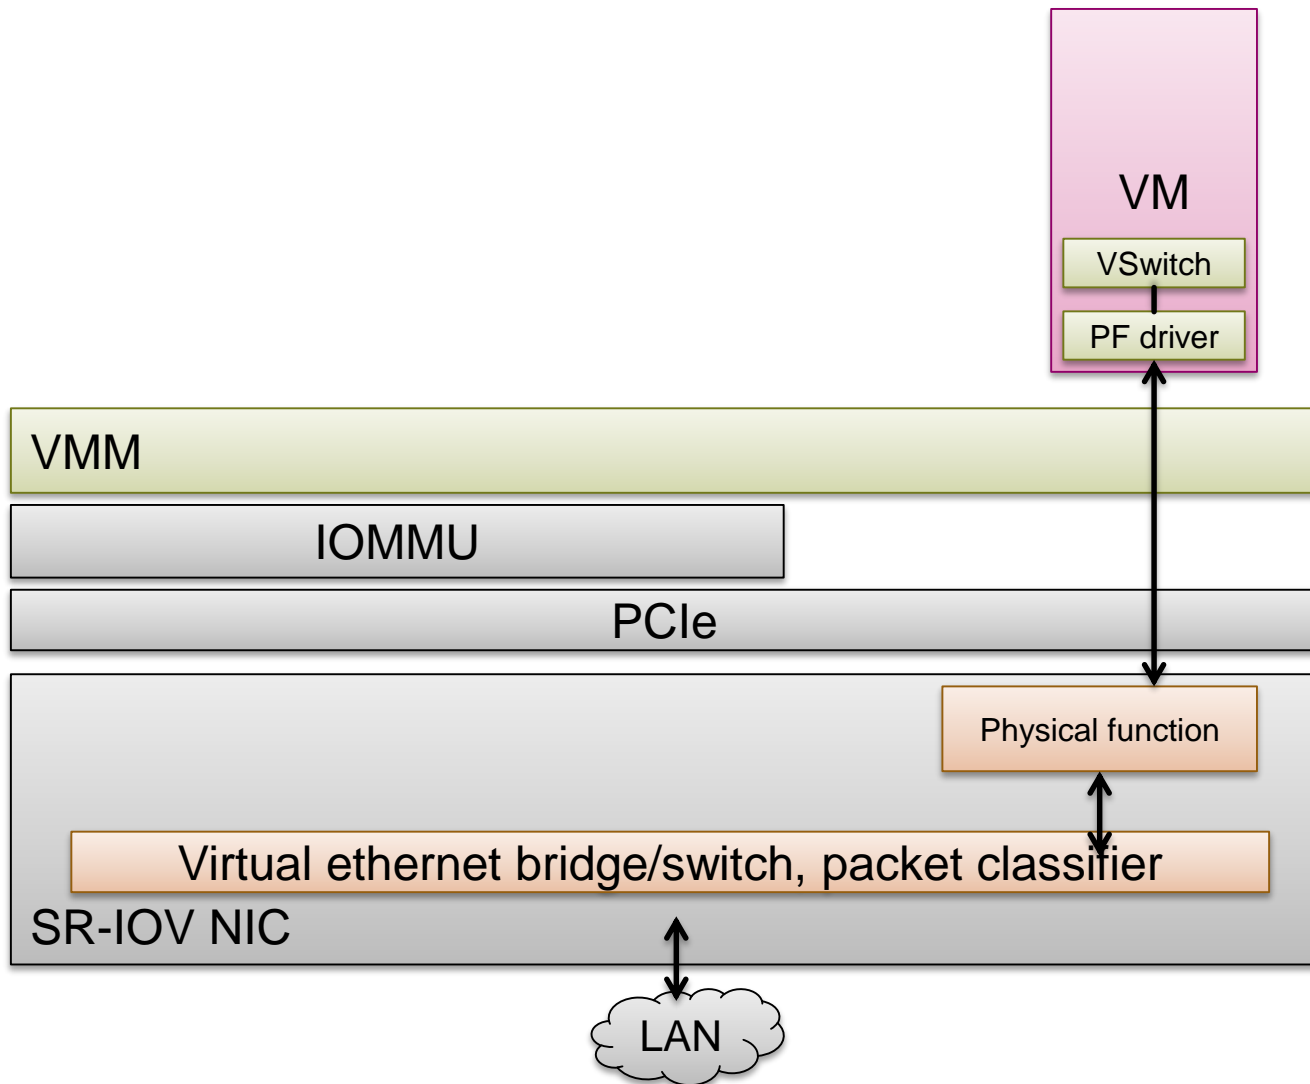 VM
VSwitch
PF driver
VMM
IOMMU
PCIe
Physical function
Virtual ethernet bridge/switch, packet classifier
SR-IOV NIC
LAN